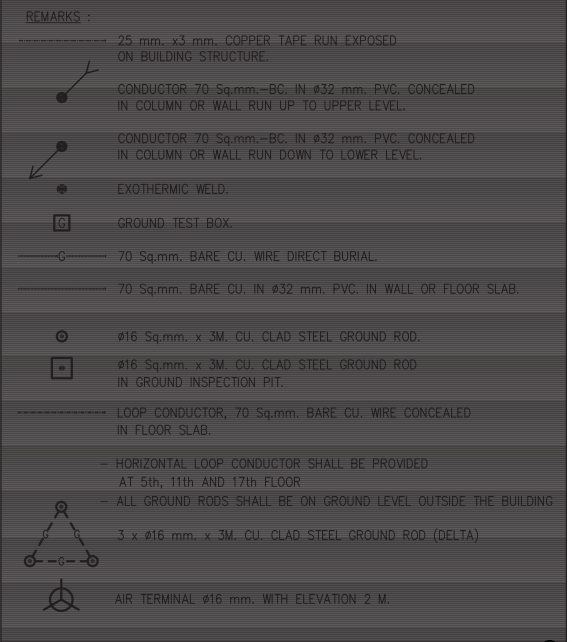 REMARKS :
25 mm. x3 mm. COPPER TAPE RUN EXPOSED
ON BUILDING STRUCTURE.
CONDUCTOR 70 Sq.mm.-BC. IN ø32 mm. PVC. CONCEALED
IN COLUMN OR WALL RUN UP TO UPPER LEVEL.
CONDUCTOR 70 Sq.mm.-BC. IN ø32 mm. PVC. CONCEALED
IN COLUMN OR WALL RUN DOWN TO LOWER LEVEL.
EXOTHERMIC WELD.
G GROUND TEST BOX.
G 70 Sq.mm. BARE CU. WIRE DIRECT BURIAL.
70 Sq.mm. BARE CU. IN ø32 mm. PVC. IN WALL OR FLOOR SLAB.
ø16 Sq.mm. x 3M. CU. CLAD STEEL GROUND ROD.
ø16 Sq.mm. x 3M. CU. CLAD STEEL GROUND ROD
IN GROUND INSPECTION PIT.
LOOP CONDUCTOR, 70 Sq.mm. BARE CU. WIRE CONCEALED
IN FLOOR SLAB.
- HORIZONTAL LOOP CONDUCTOR SHALL BE PROVIDED
AT 5th, 11th AND 17th FLOOR
- ALL GROUND RODS SHALL BE ON GROUND LEVEL OUTSIDE THE BUILDING
G G 3 x ø16 mm. x 3M. CU. CLAD STEEL GROUND ROD (DELTA)
G
AIR TERMINAL ø16 mm. WITH ELEVATION 2 M.